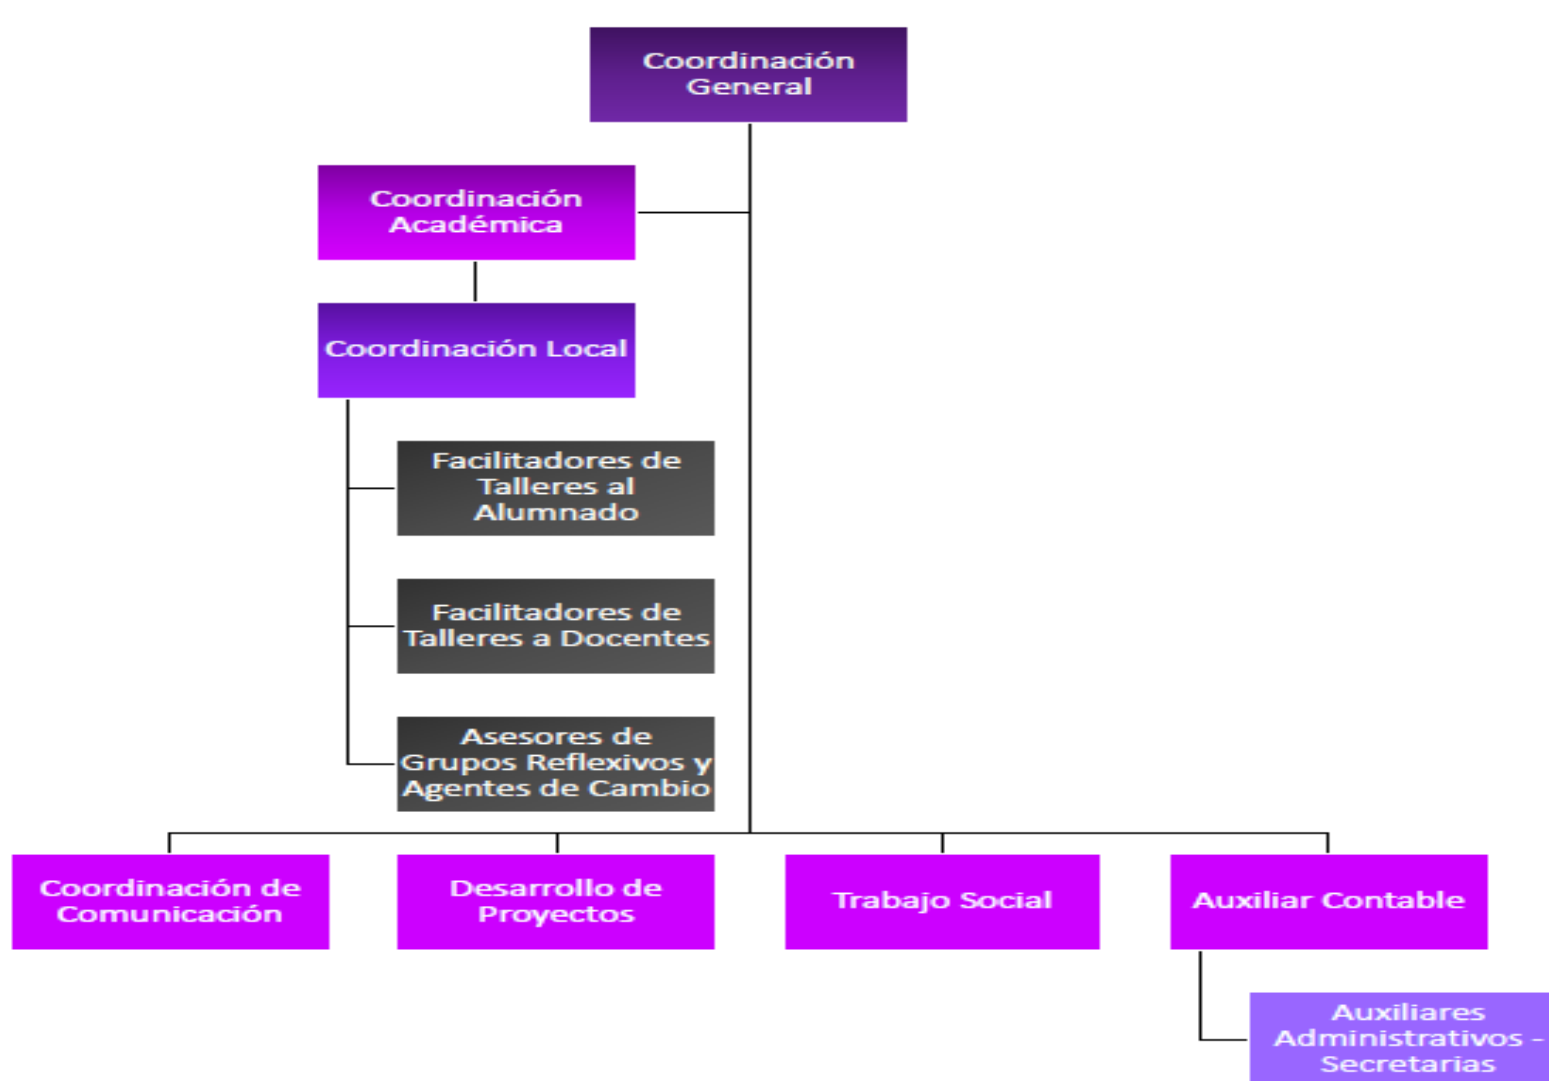 Coordinación
General
Coordinación
Académica
Coordinación Local
Facilitadores de
Talleres al
Alumnado
Facilitadores de
Talleres a Docentes
Asesores de
Grupos Reflexivos y
Agentes de Cambio
Coordinación de
Comunicación
Desarrollo de
Proyectos
Trabajo Social
Auxiliar Contable
Auxiliares
Administrativos -
Secretarias